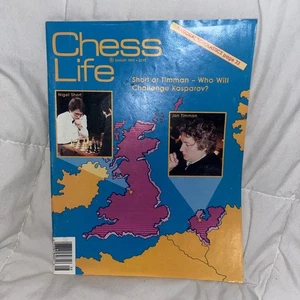 Chess
Life
Short or Timman – Who Will
Challenge Kasparov?
Nigel Short
Jan Timman